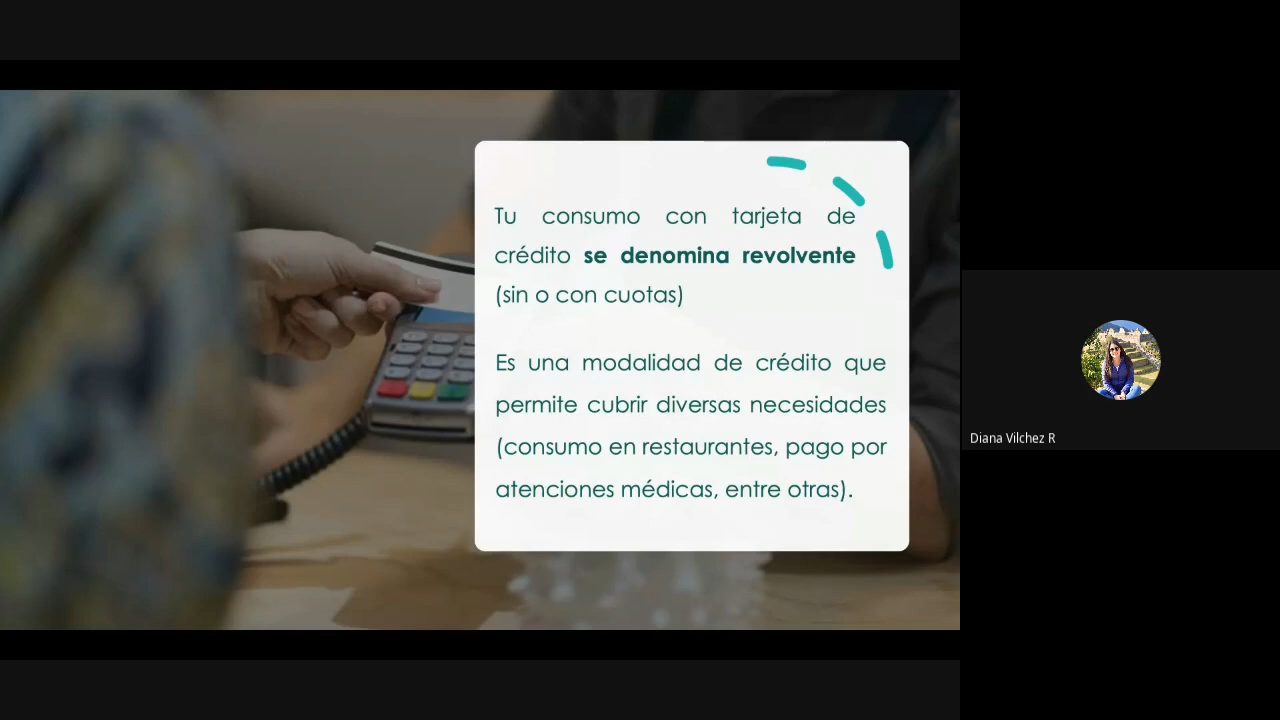 Tu consumo con tarjeta de
crédito se denomina revolvente
(sin o con cuotas)
Es una modalidad de crédito que
permite cubrir diversas necesidades
(consumo en restaurantes, pago por
atenciones médicas, entre otras).
Diana Vilchez R